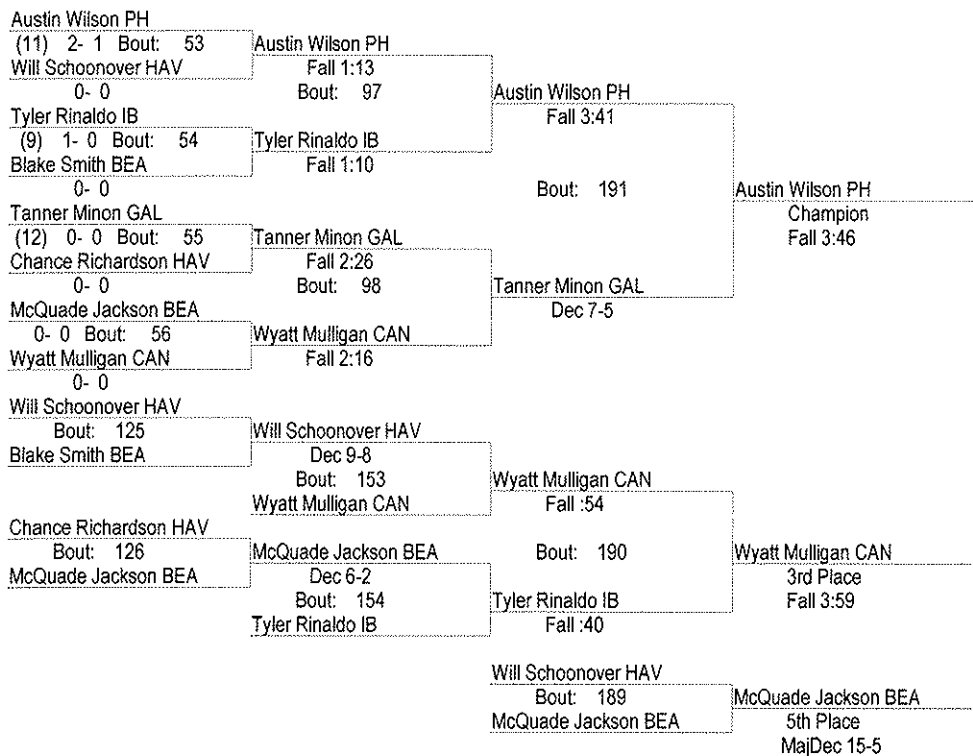 Austin Wilson PH
(11) 2- 1 Bout: 53
Will Schoonover HAV
0- 0
Tyler Rinaldo IB
(9) 1- 0 Bout: 54
Blake Smith BEA
0- 0
Tanner Minon GAL
(12) 0- 0 Bout: 55
Chance Richardson HAV
0- 0
McQuade Jackson BEA
0- 0 Bout: 56
Wyatt Mulligan CAN
0- 0
Austin Wilson PH
Fall 1:13
Bout: 97
Tyler Rinaldo IB
Fall 1:10
Tanner Minon GAL
Fall 2:26
Bout: 98
Wyatt Mulligan CAN
Fall 2:16
Austin Wilson PH
Fall 3:41
Bout: 191
Tanner Minon GAL
Dec 7-5
Austin Wilson PH
Champion
Fall 3:46
Will Schoonover HAV
Bout: 125
Blake Smith BEA
Chance Richardson HAV
Bout: 126
McQuade Jackson BEA
Will Schoonover HAV
Dec 9-8
Bout: 153
Wyatt Mulligan CAN
McQuade Jackson BEA
Dec 6-2
Bout: 154
Tyler Rinaldo IB
Wyatt Mulligan CAN
Fall :54
Bout: 190
Tyler Rinaldo IB
Fall :40
Wyatt Mulligan CAN
3rd Place
Fall 3:59
Will Schoonover HAV
Bout: 189
McQuade Jackson BEA
McQuade Jackson BEA
5th Place
MajDec 15-5